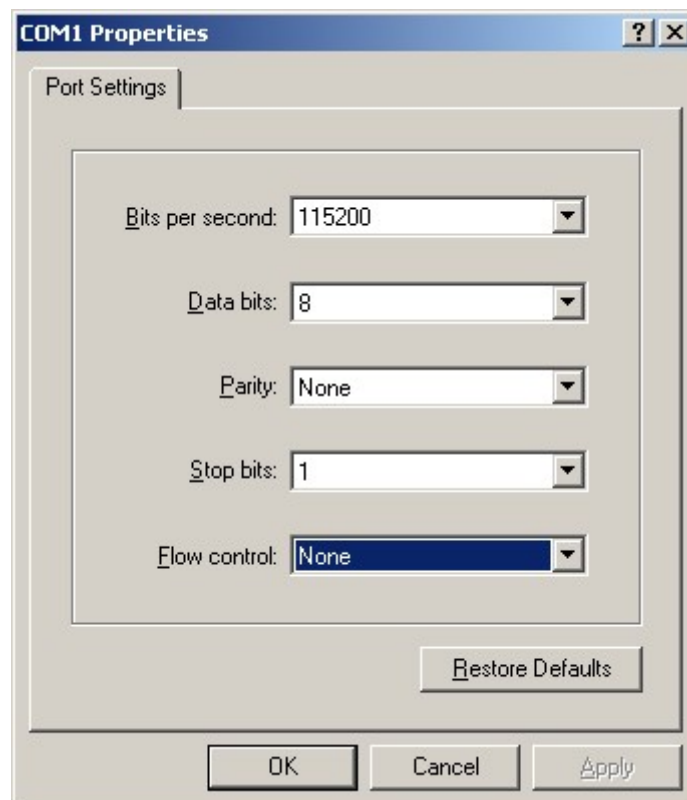 COM1 Properties
Port Settings
Bits per second: 115200
Data bits: 8
Parity: None
Stop bits: 1
Flow control: None
Restore Defaults
OK Cancel Apply